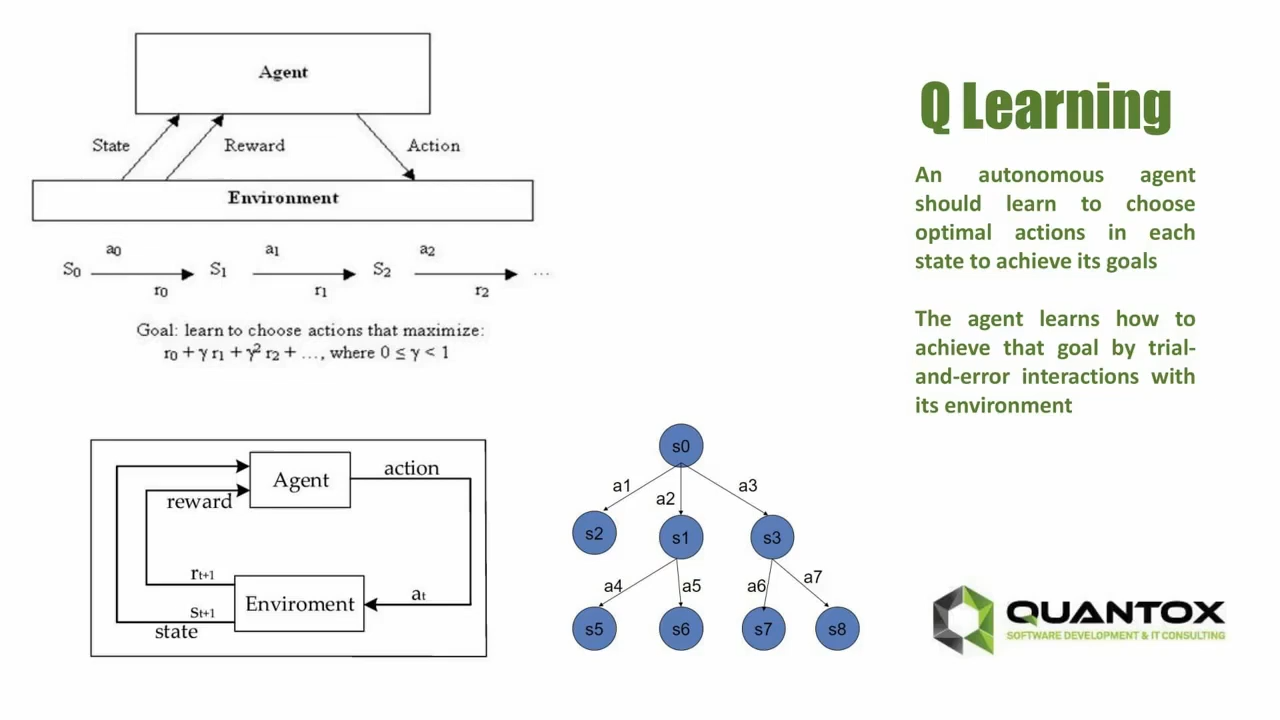 Agent
State
Reward
Action
Environment
a0
a1
a2
S0
S1
S2
...
r0
r1
r2
Goal: learn to choose actions that maximize:
r0 + γ r1 + γ² r2 + ..., where 0 ≤ γ < 1
Q Learning
An autonomous agent
should learn to choose
optimal actions in each
state to achieve its goals
The agent learns how to
achieve that goal by trial-
and-error interactions with
its environment
Agent
action
reward
rt+1
at
Enviroment
st+1
state
s0
a1
a2
a3
s2
s1
s3
a4
a5
a6
a7
s5
s6
s7
s8
QUANTOX
SOFTWARE DEVELOPMENT & IT CONSULTING